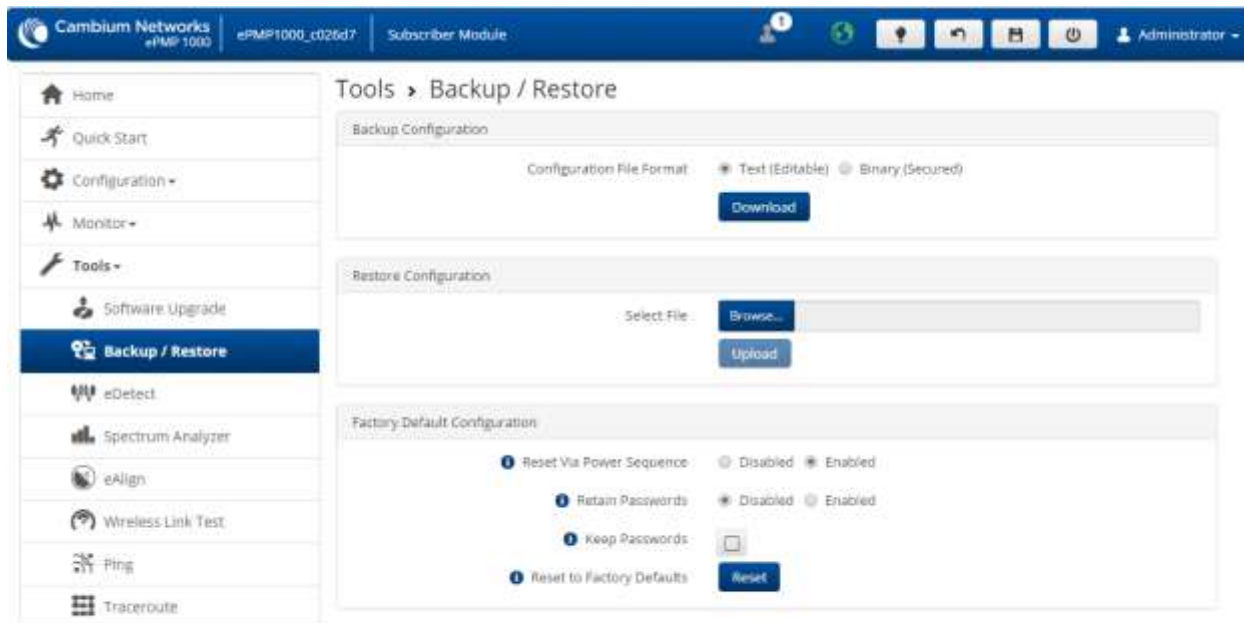 Cambium Networks
ePMP 1000
ePMP1000_c026d7
Subscriber Module
1
Administrator
Home
Quick Start
Configuration
Monitor
Tools
Software Upgrade
Backup / Restore
eDetect
Spectrum Analyzer
eAlign
Wireless Link Test
Ping
Traceroute
Tools > Backup / Restore
Backup Configuration
Configuration File Format Text (Editable) Binary (Secured)
Download
Restore Configuration
Select File Browse...
Upload
Factory Default Configuration
Reset Via Power Sequence Disabled Enabled
Retain Passwords Disabled Enabled
Keep Passwords
Reset to Factory Defaults Reset